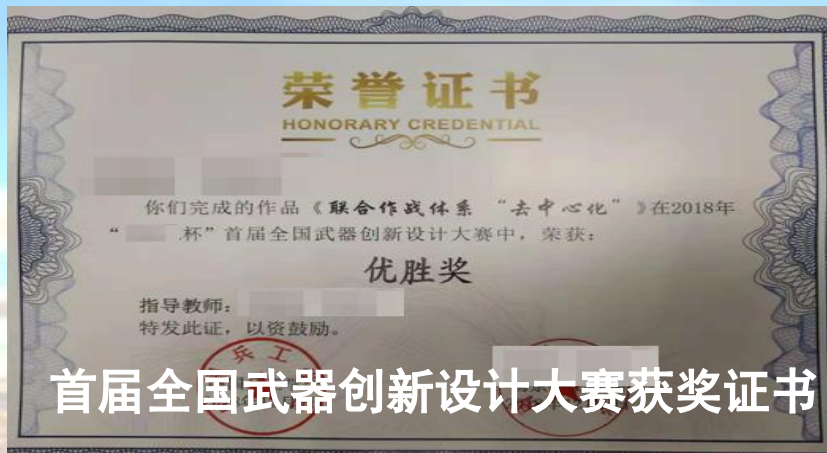 荣誉证书
HONORARY CREDENTIAL
你们完成的作品《联合作战体系 “去中心化”》在2018年
“ 杯”首届全国武器创新设计大赛中，荣获：
优胜奖
指导教师：
特发此证，以资鼓励。
兵工
首届全国武器创新设计大赛获奖证书